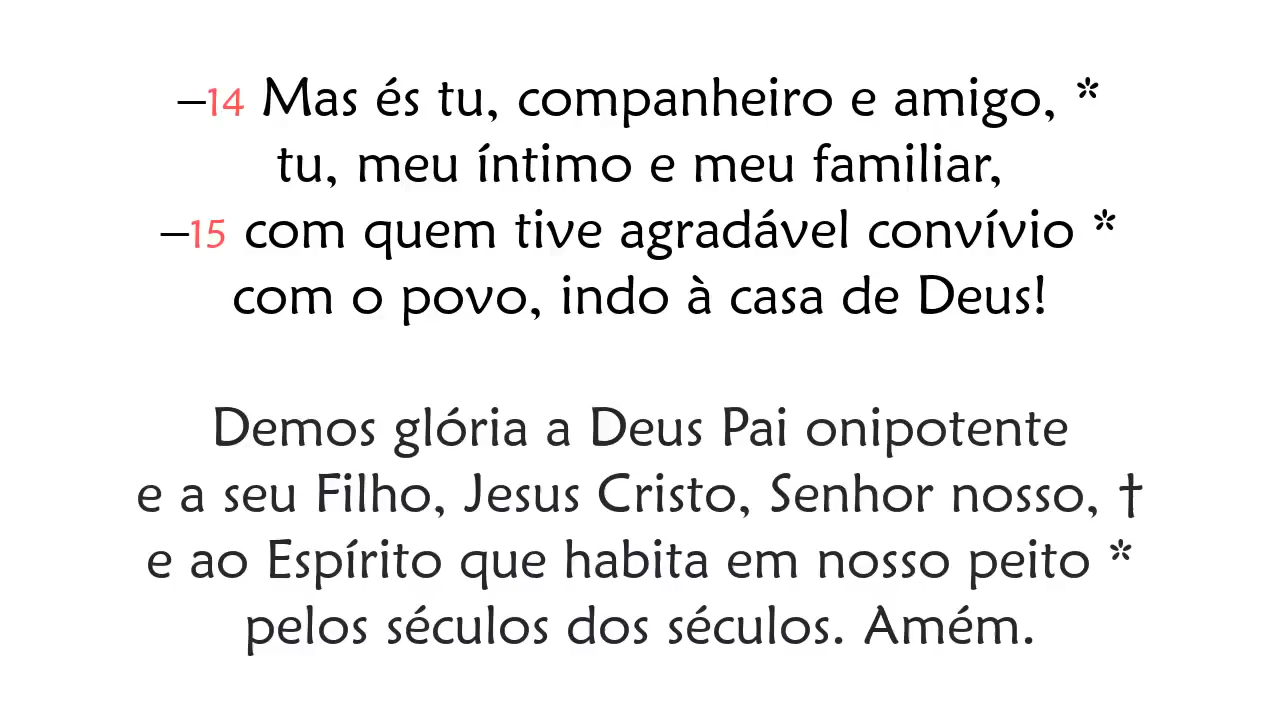 –14 Mas és tu, companheiro e amigo, *
tu, meu íntimo e meu familiar,
–15 com quem tive agradável convívio *
com o povo, indo à casa de Deus!
Demos glória a Deus Pai onipotente
e a seu Filho, Jesus Cristo, Senhor nosso, †
e ao Espírito que habita em nosso peito *
pelos séculos dos séculos. Amém.